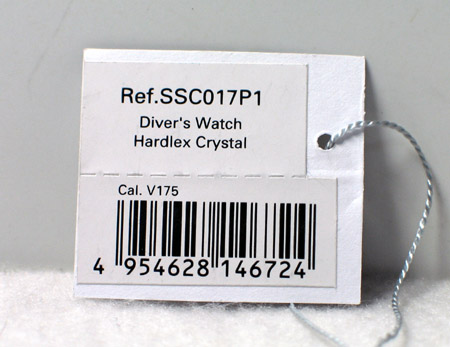 Ref.SSC017P1
Diver's Watch
Hardlex Crystal
Cal. V175
4 954628 146724